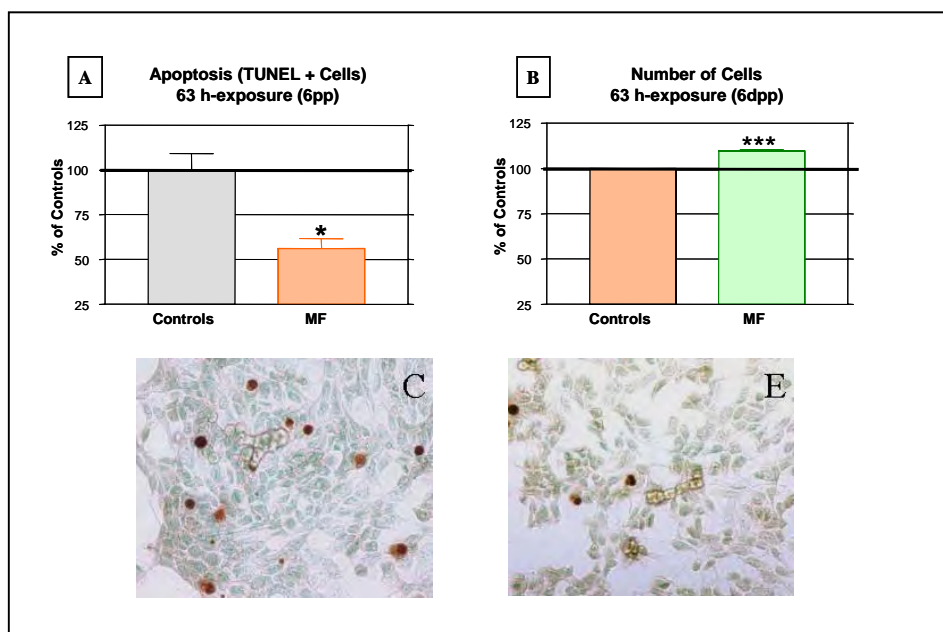 A
Apoptosis (TUNEL + Cells)
63 h-exposure (6pp)
% of Controls
125
100
75
50
25
*
Controls
MF
B
Number of Cells
63 h-exposure (6dpp)
% of Controls
125
100
75
50
25
***
Controls
MF
C
E